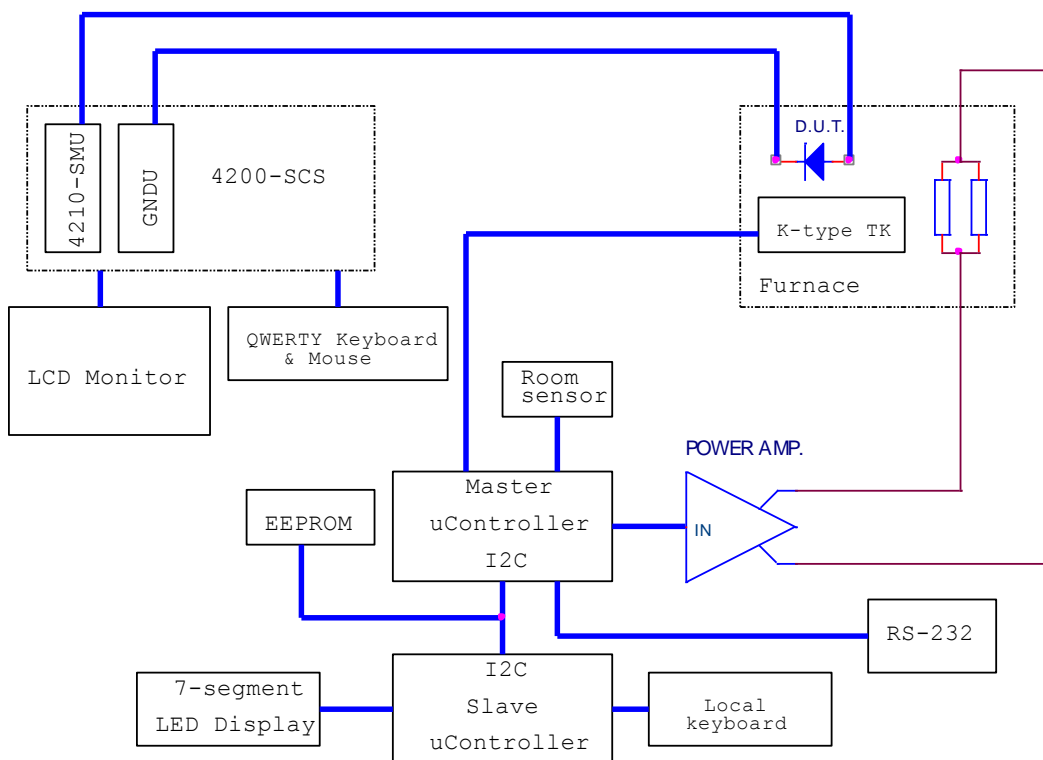 4210-SMU
GNDU
4200-SCS
D.U.T.
K-type TK
Furnace
LCD Monitor
QWERTY Keyboard
& Mouse
Room
sensor
POWER AMP.
IN
EEPROM
Master
uController
I2C
RS-232
I2C
Slave
uController
7-segment
LED Display
Local
keyboard